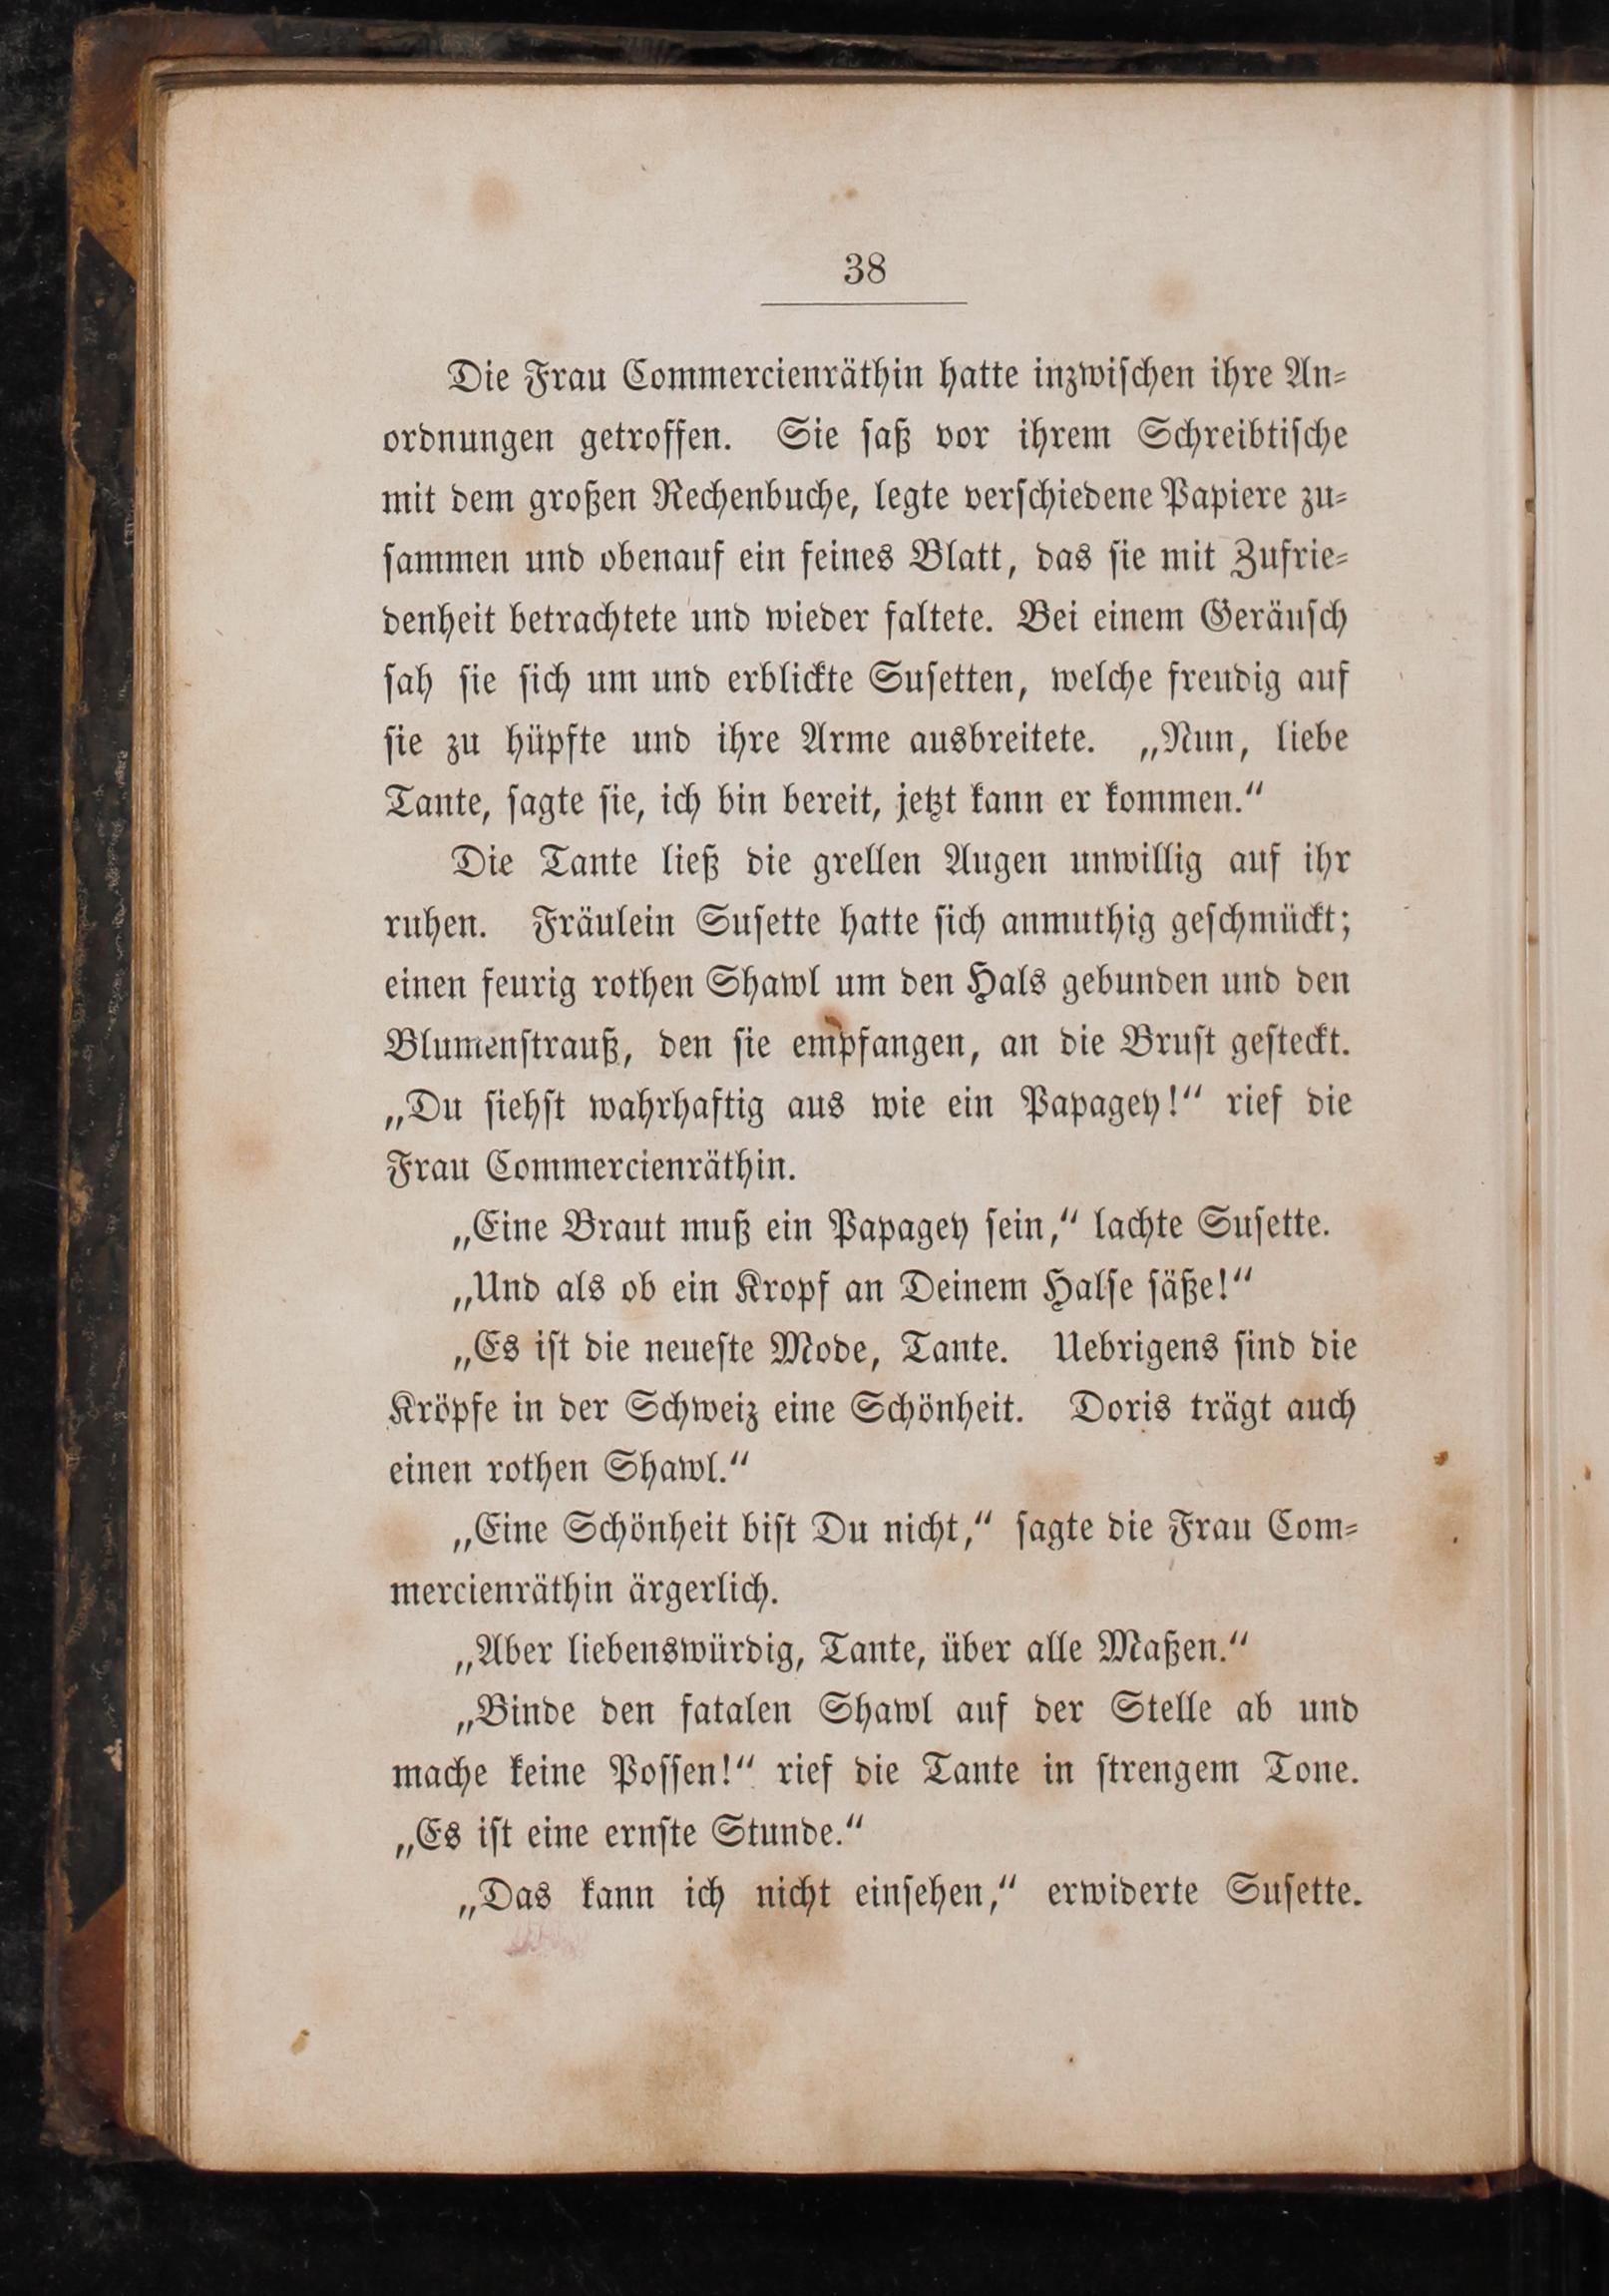 38
Die Frau Commercienräthin hatte inzwiſchen ihre An⸗
ordnungen getroffen. Sie ſaß vor ihrem Schreibtiſche
mit dem großen Rechenbuche, legte verſchiedene Papiere zu⸗
ſammen und obenauf ein feines Blatt, das ſie mit Zufrie⸗
denheit betrachtete und wieder faltete. Bei einem Geräuſch
ſah ſie ſich um und erblickte Suſetten, welche freudig auf
ſie zu hüpfte und ihre Arme ausbreitete. „Nun, liebe
Tante, ſagte ſie, ich bin bereit, jetzt kann er kommen.“
Die Tante ließ die grellen Augen unwillig auf ihr
ruhen. Fräulein Suſette hatte ſich anmuthig geſchmückt;
einen feurig rothen Shawl um den Hals gebunden und den
Blumenſtrauß, den ſie empfangen, an die Bruſt geſteckt.
„Du ſiehſt wahrhaftig aus wie ein Papagey!“ rief die
Frau Commercienräthin.
„Eine Braut muß ein Papagey ſein,“ lachte Suſette.
„Und als ob ein Kropf an Deinem Halſe ſäße!“
„Es iſt die neueſte Mode, Tante. Uebrigens ſind die
Kröpfe in der Schweiz eine Schönheit. Doris trägt auch
einen rothen Shawl.“
„Eine Schönheit biſt Du nicht,“ ſagte die Frau Com⸗
mercienräthin ärgerlich.
„Aber liebenswürdig, Tante, über alle Maßen.“
„Binde den fatalen Shawl auf der Stelle ab und
mache keine Poſſen!“ rief die Tante in ſtrengem Tone.
„Es iſt eine ernſte Stunde.“
„Das kann ich nicht einſehen,“ erwiderte Suſette.